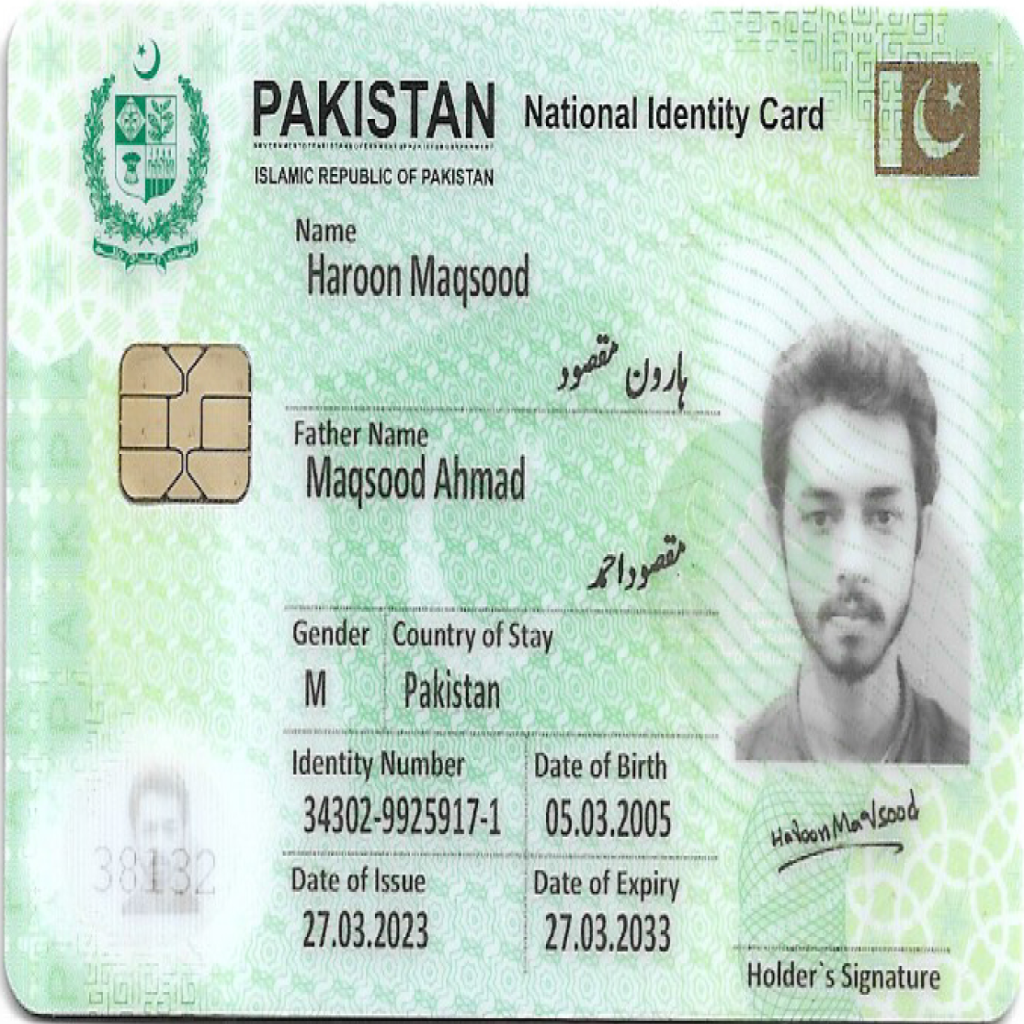 PAKISTAN National Identity Card
ISLAMIC REPUBLIC OF PAKISTAN
Name
Haroon Maqsood
ہارون مقصود
Father Name
Maqsood Ahmad
مقصود احمد
Gender Country of Stay
M Pakistan
Identity Number Date of Birth
34302-9925917-1 05.03.2005
Haroon Maqsood
38132
Date of Issue Date of Expiry
27.03.2023 27.03.2033
Holder`s Signature